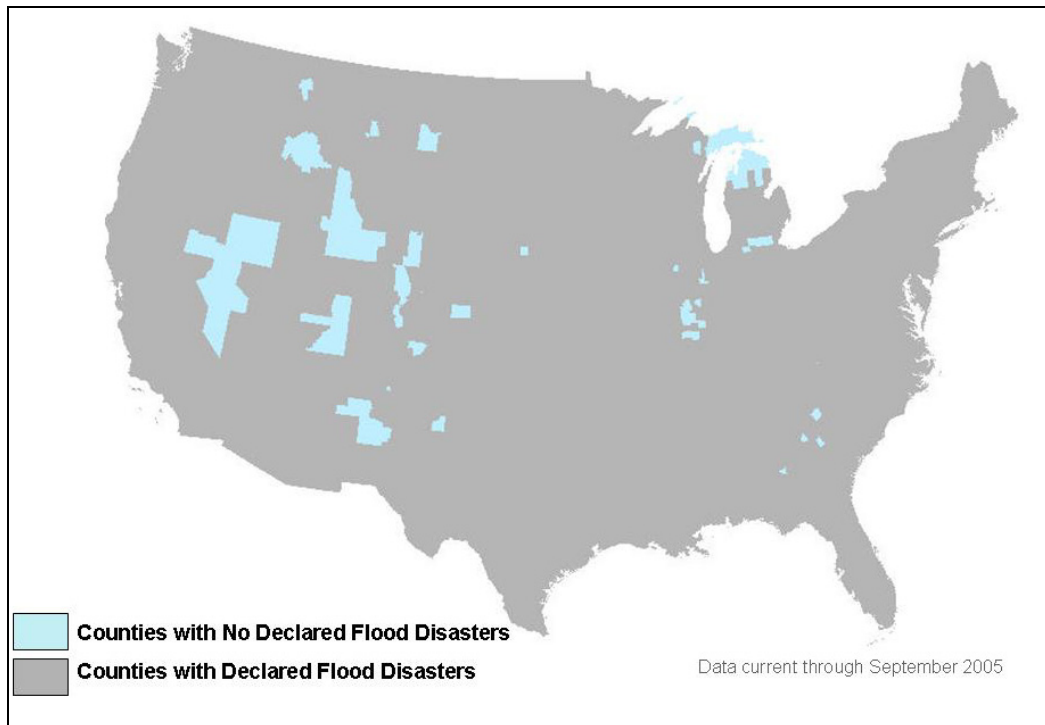 Counties with No Declared Flood Disasters
Counties with Declared Flood Disasters
Data current through September 2005